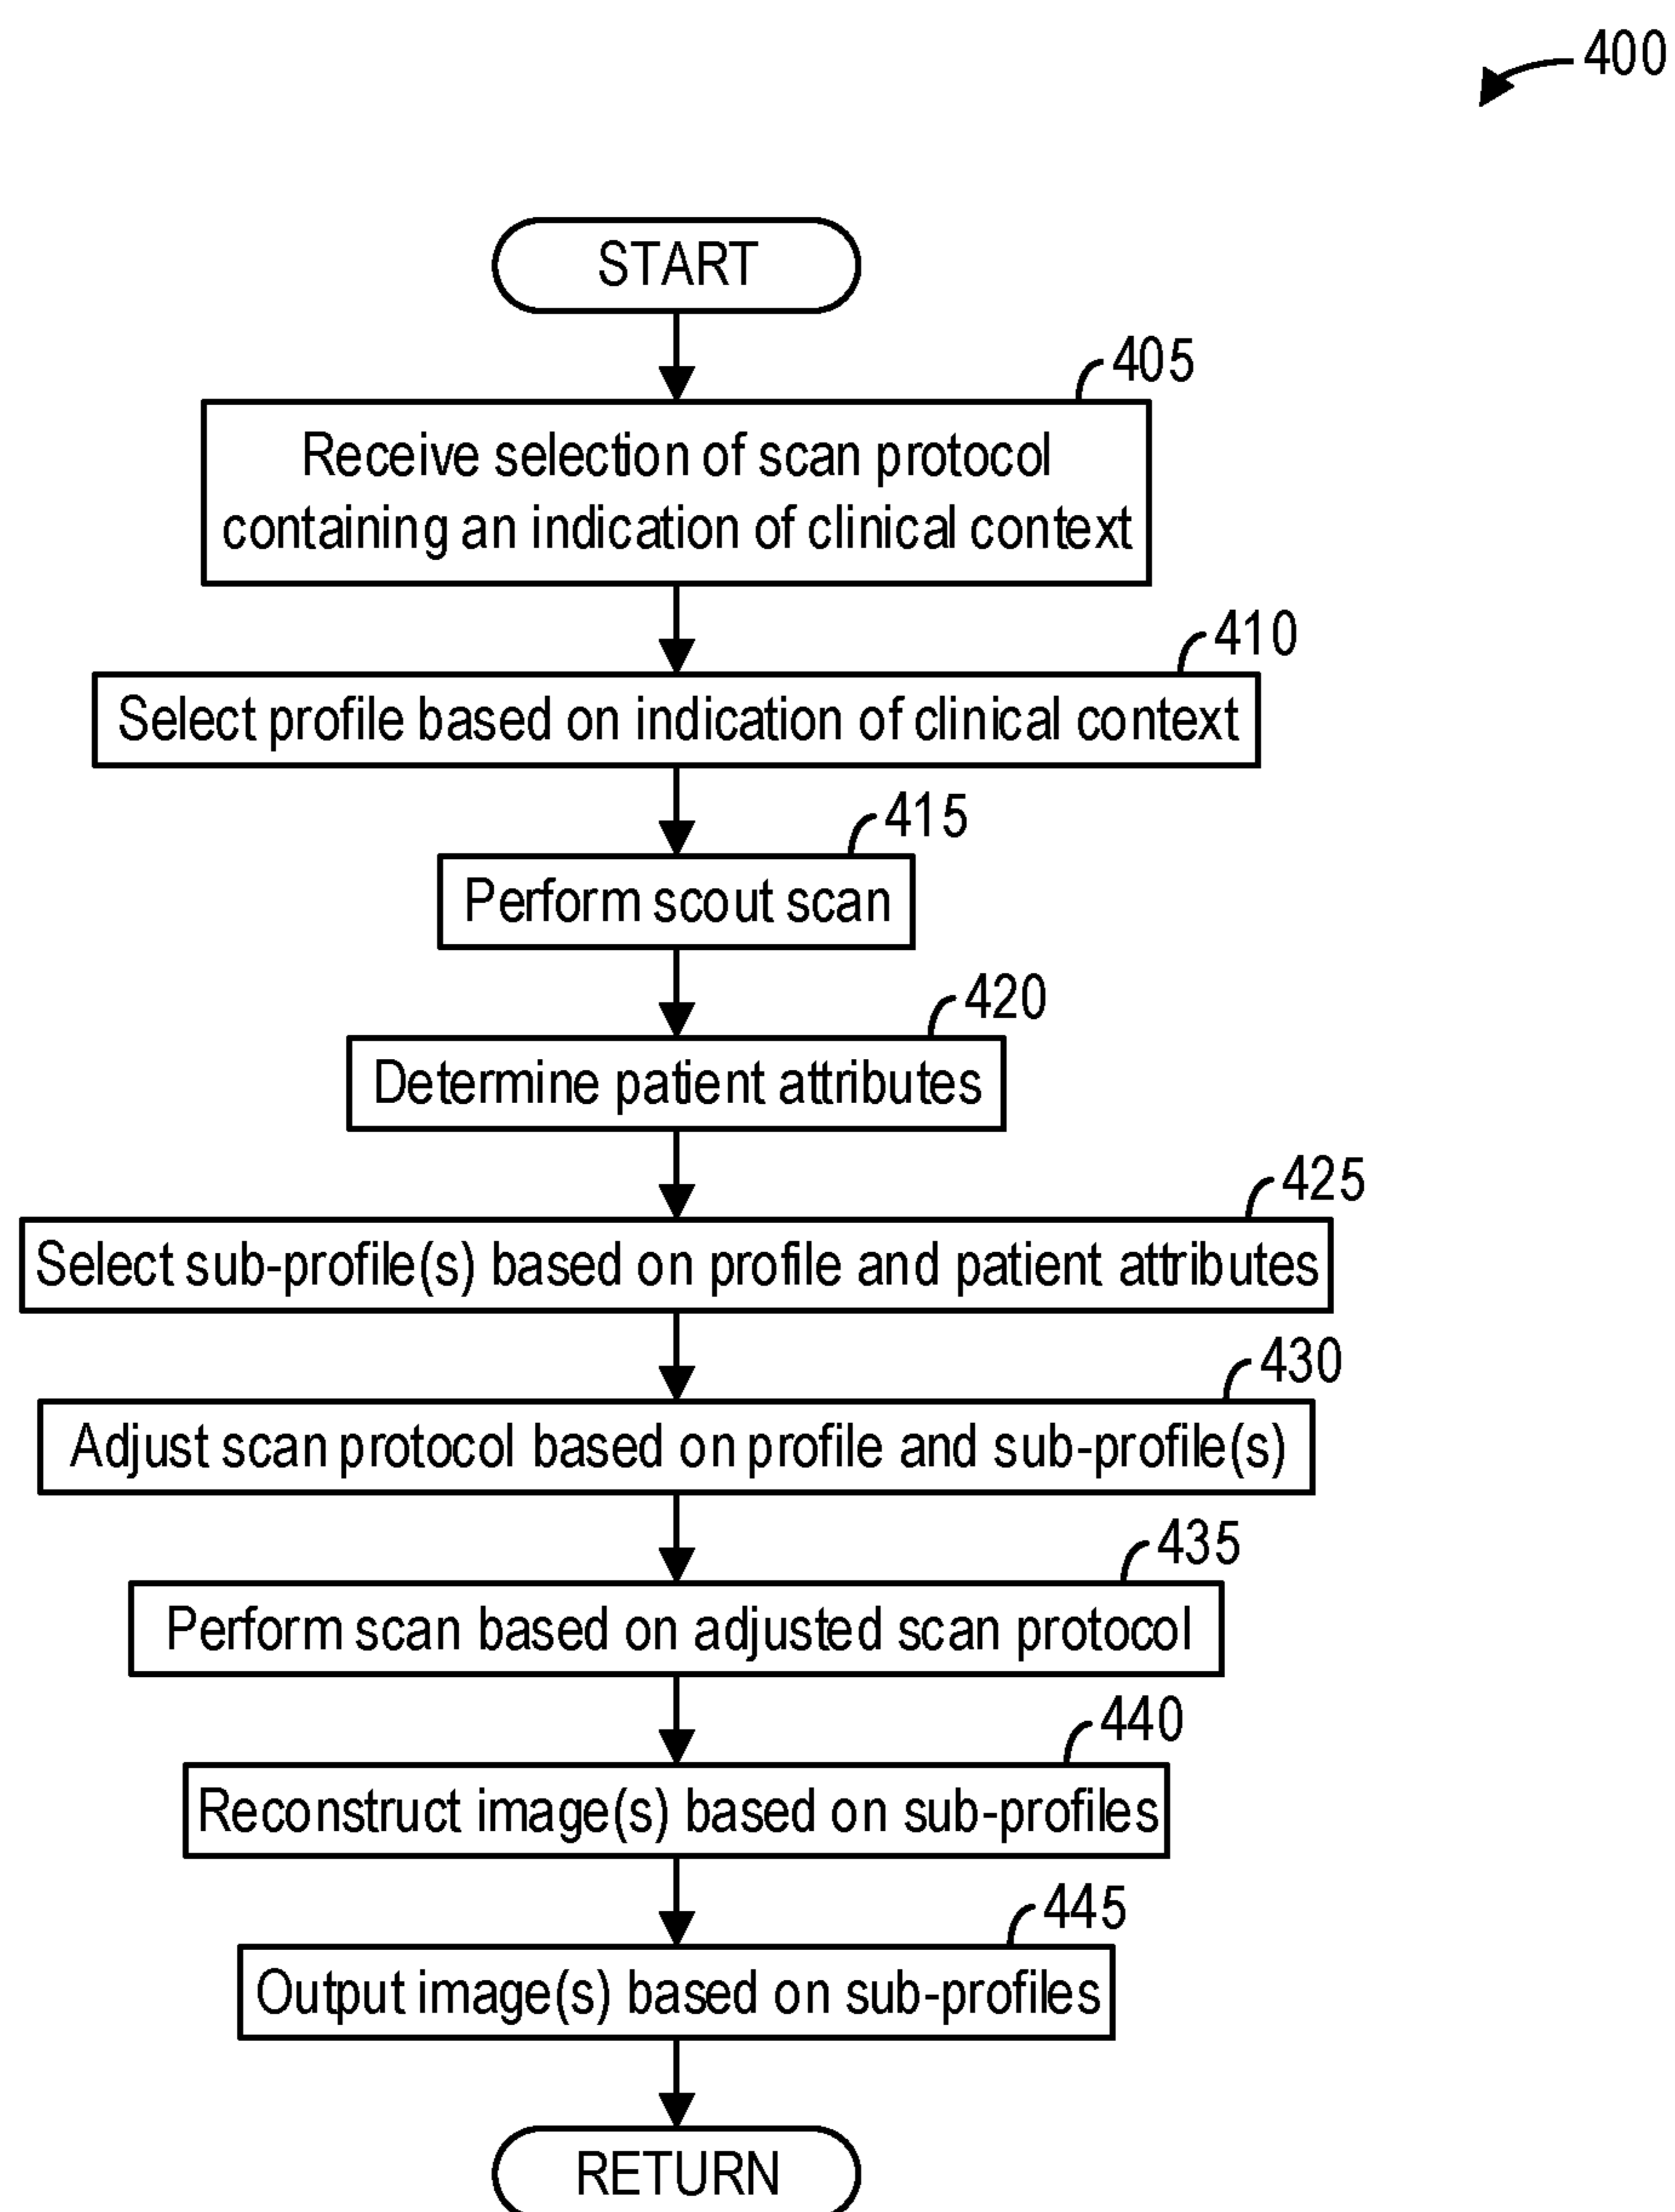 400
START
405
Receive selection of scan protocol
containing an indication of clinical context
410
Select profile based on indication of clinical context
415
Perform scout scan
420
Determine patient attributes
425
Select sub-profile(s) based on profile and patient attributes
430
Adjust scan protocol based on profile and sub-profile(s)
435
Perform scan based on adjusted scan protocol
440
Reconstruct image(s) based on sub-profiles
445
Output image(s) based on sub-profiles
RETURN